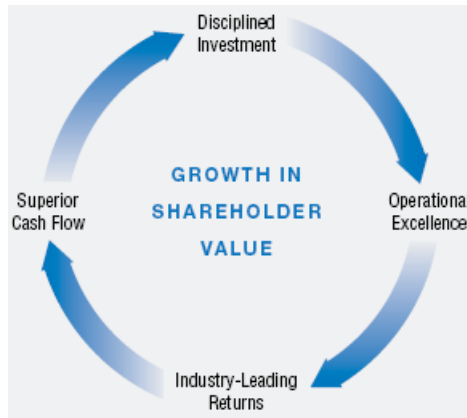 Disciplined
Investment
GROWTH IN
SHAREHOLDER
VALUE
Superior
Cash Flow
Operationa
Excellence
Industry-Leading
Returns